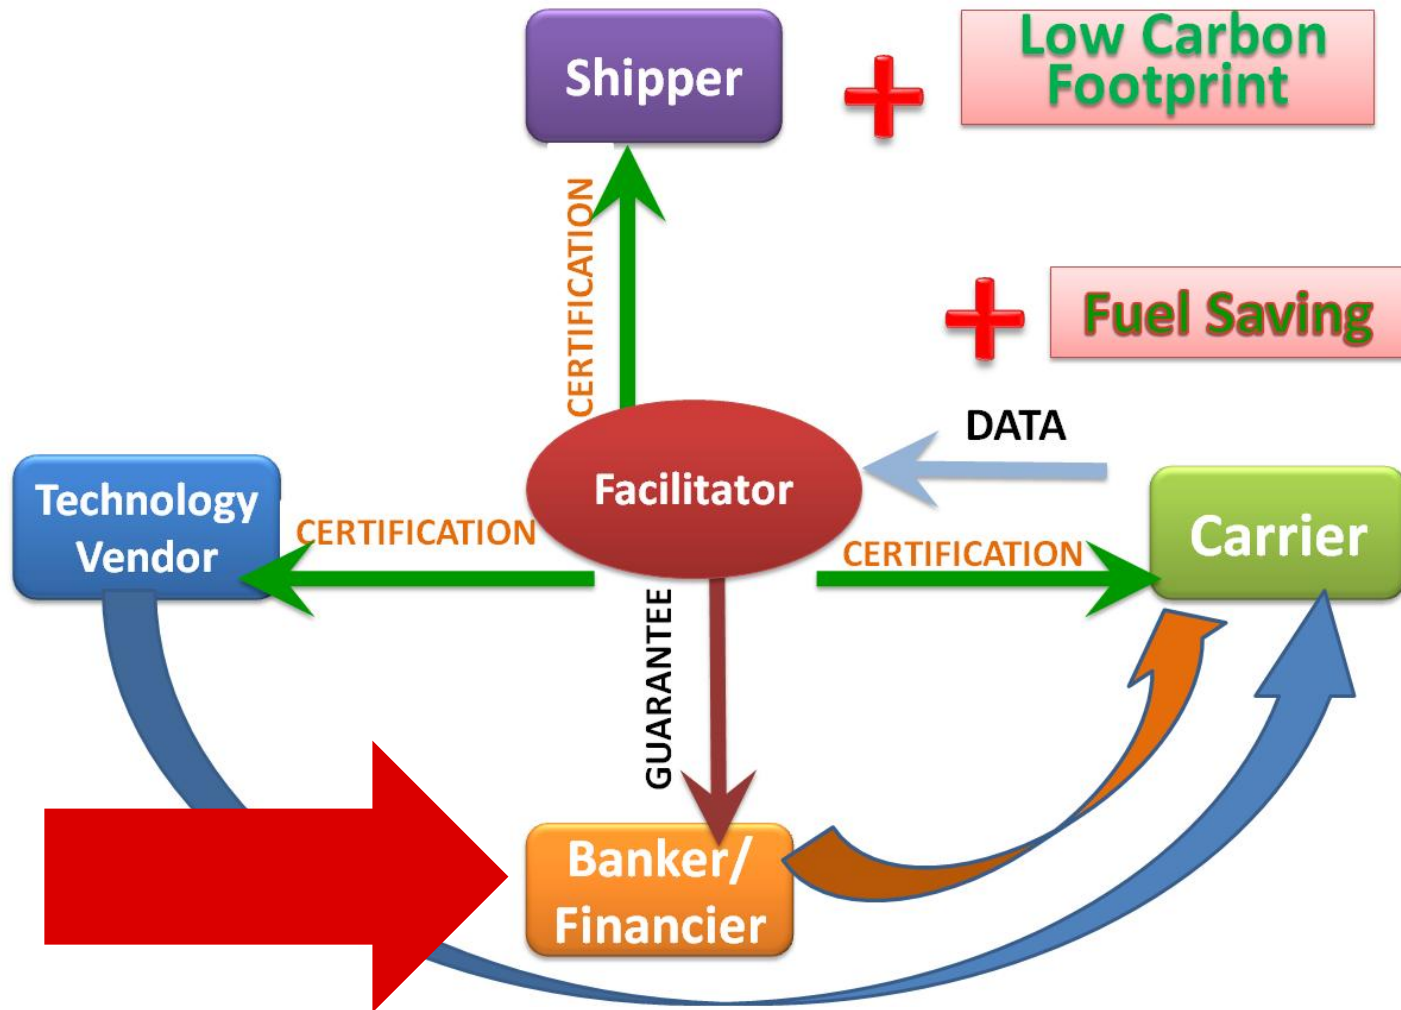 Shipper
Low Carbon
Footprint
CERTIFICATION
Fuel Saving
DATA
Facilitator
Technology
Vendor
CERTIFICATION
CERTIFICATION
Carrier
GUARANTEE
Banker/
Financier